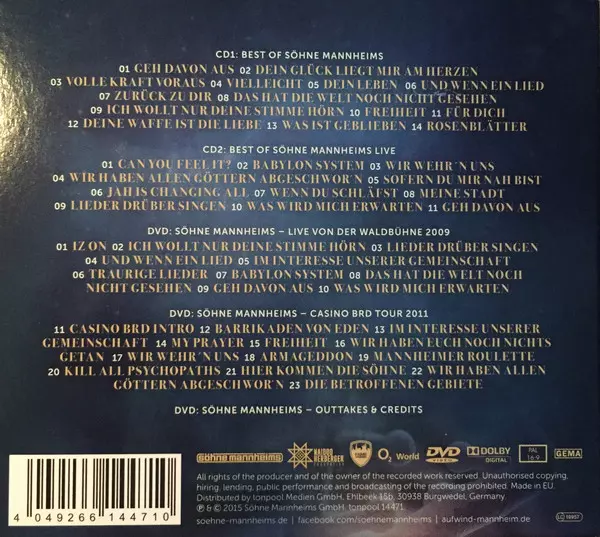 CD1: BEST OF SÖHNE MANNHEIMS
01 GEH DAVON AUS 02 DEIN GLÜCK LIEGT MIR AM HERZEN
03 VOLLE KRAFT VORAUS 04 VIELLEICHT 05 DEIN LEBEN 06 UND WENN EIN LIED
07 ZURÜCK ZU DIR 08 DAS HAT DIE WELT NOCH NICHT GESEHEN
09 ICH WOLLT NUR DEINE STIMME HÖRN 10 FREIHEIT 11 FÜR DICH
12 DEINE WAFFE IST DIE LIEBE 13 WAS IST GEBLIEBEN 14 ROSENBLÄTTER
CD2: BEST OF SÖHNE MANNHEIMS LIVE
01 CAN YOU FEEL IT? 02 BABYLON SYSTEM 03 WIR WEHR´N UNS
04 WIR HABEN ALLEN GÖTTERN ABGESCHWOR'N 05 SOFERN DU MIR NAH BIST
06 JAH IS CHANGING ALL 07 WENN DU SCHLÄFST 08 MEINE STADT
09 LIEDER DRÜBER SINGEN 10 WAS WIRD MICH ERWARTEN 11 GEH DAVON AUS
DVD: SÖHNE MANNHEIMS – LIVE VON DER WALDBÜHNE 2009
01 IZ ON 02 ICH WOLLT NUR DEINE STIMME HÖRN 03 LIEDER DRÜBER SINGEN
04 UND WENN EIN LIED 05 IM INTERESSE UNSERER GEMEINSCHAFT
06 TRAURIGE LIEDER 07 BABYLON SYSTEM 08 DAS HAT DIE WELT NOCH
NICHT GESEHEN 09 GEH DAVON AUS 10 WAS WIRD MICH ERWARTEN
DVD: SÖHNE MANNHEIMS – CASINO BRD TOUR 2011
11 CASINO BRD INTRO 12 BARRIKADEN VON EDEN 13 IM INTERESSE UNSERER
GEMEINSCHAFT 14 MY PRAYER 15 FREIHEIT 16 WIR HABEN EUCH NOCH NICHTS
GETAN 17 WIR WEHR´N UNS 18 ARMAGEDDON 19 MANNHEIMER ROULETTE
20 KILL ALL PSYCHOPATHS 21 HIER KOMMEN DIE SÖHNE 22 WIR HABEN ALLEN
GÖTTERN ABGESCHWOR'N 23 DIE BETROFFENEN GEBIETE
DVD: SÖHNE MANNHEIMS – OUTTAKES & CREDITS
söhne mannheims XAIDOO HERBERGER O2 World DVD VIDEO DOLBY DIGITAL PAL 16:9 GEMA
All rights of the producer and of the owner of the recorded work reserved. Unauthorised copying,
hiring, lending, public performance and broadcasting of the recording prohibited. Made in EU.
Distributed by tonpool Medien GmbH, Ehlbeek 15b, 30938 Burgwedel, Germany.
℗ & © 2015 Söhne Mannheims GmbH. tonpool 14471.
soehne-mannheims.de | facebook.com/soehnemannheims | aufwind-mannheim.de
LC 10957
4 049266 144710